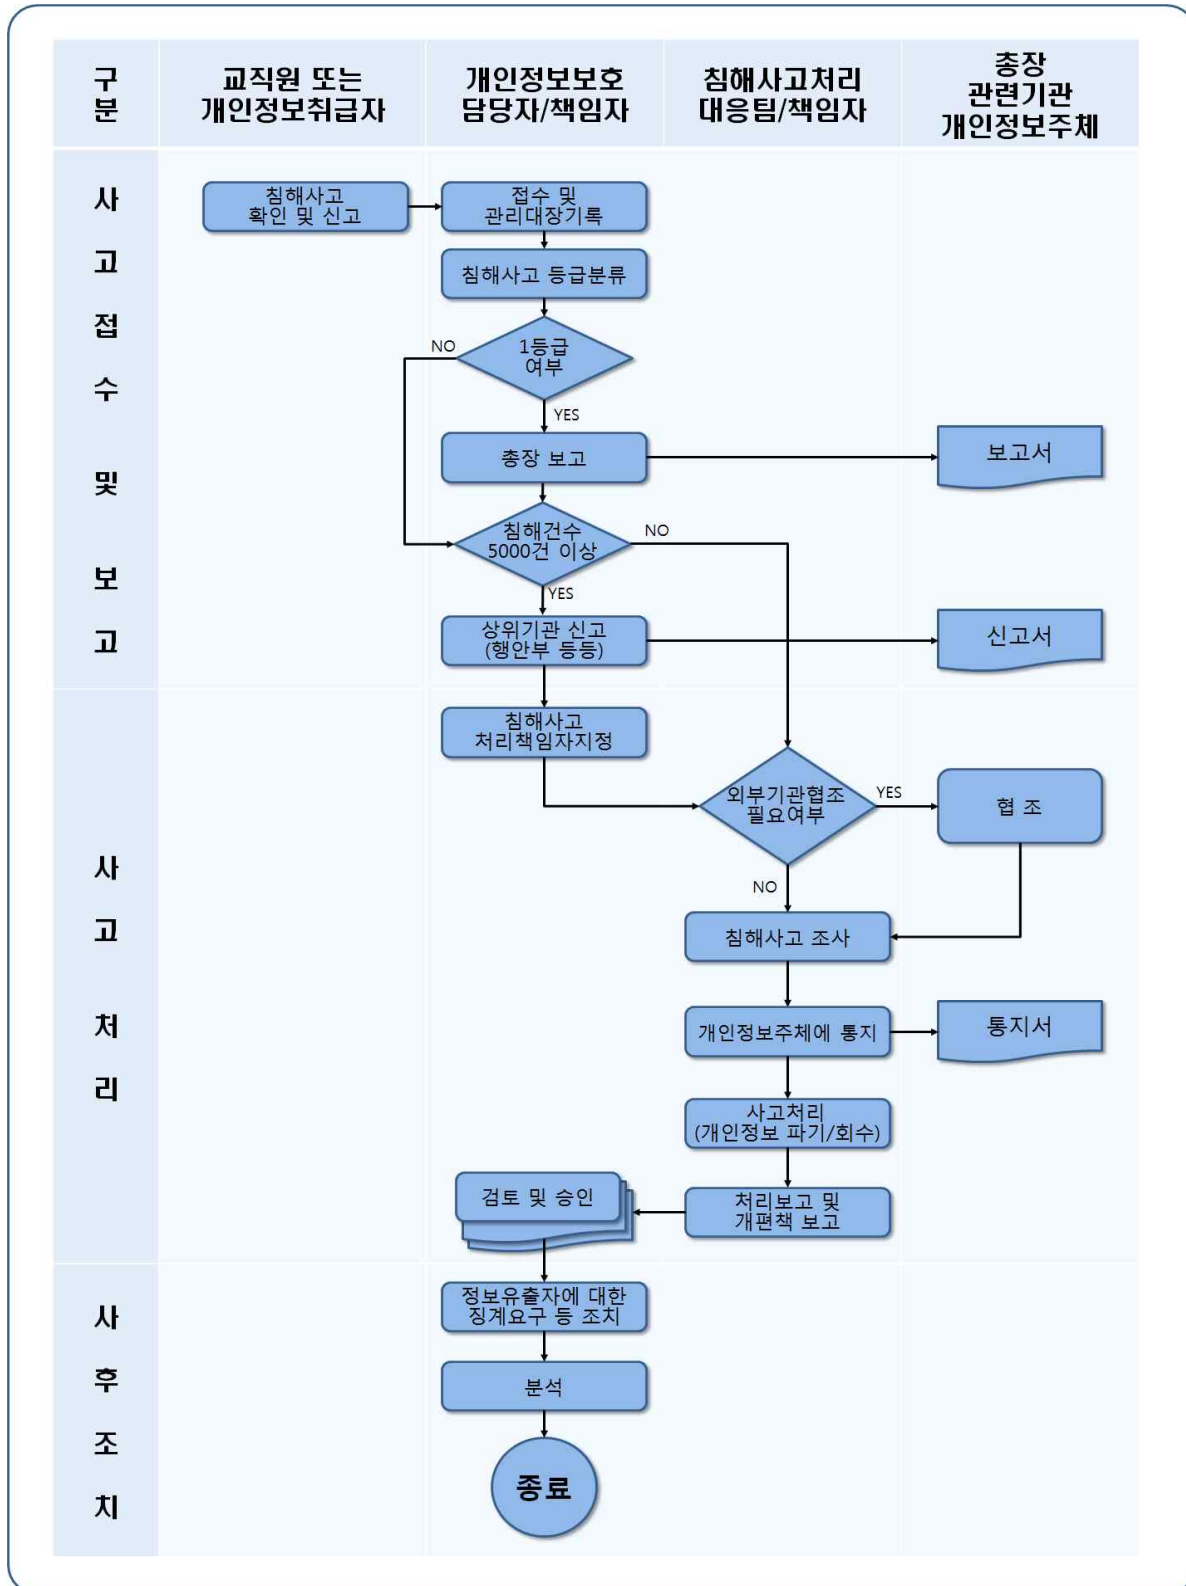 구
분
교직원 또는
개인정보취급자
개인정보보호
담당자/책임자
침해사고처리
대응팀/책임자
총장
관련기관
개인정보주체
사
고
접
수
및
보
고
침해사고
확인 및 신고
접수 및
관리대장기록
침해사고 등급분류
1등급
여부
NO
YES
총장 보고
보고서
침해건수
5000건 이상
NO
YES
상위기관 신고
(행안부 등등)
신고서
사
고
처
리
침해사고
처리책임자지정
외부기관협조
필요여부
YES
협 조
NO
침해사고 조사
개인정보주체에 통지
통지서
사고처리
(개인정보 파기/회수)
검토 및 승인
처리보고 및
개편책 보고
사
후
조
치
정보유출자에 대한
징계요구 등 조치
분석
종료